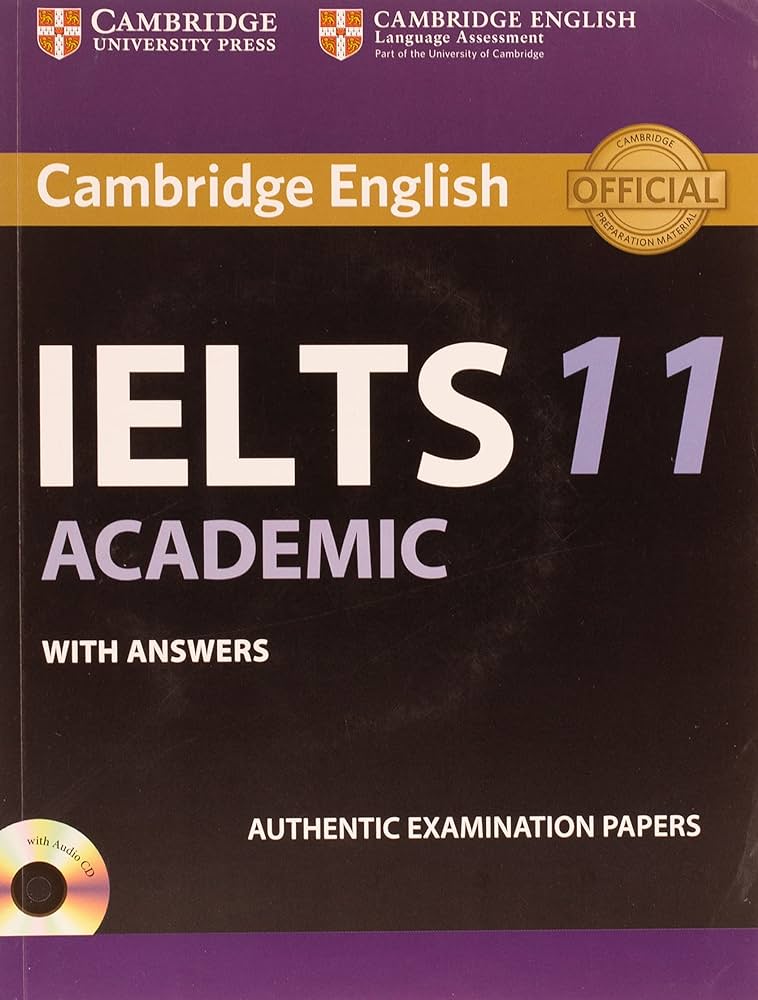 CAMBRIDGE
UNIVERSITY PRESS
CAMBRIDGE ENGLISH
Language Assessment
Part of the University of Cambridge
Cambridge English
CAMBRIDGE
OFFICIAL
PREPARATION MATERIAL
IELTS 11
ACADEMIC
WITH ANSWERS
AUTHENTIC EXAMINATION PAPERS
with Audio CD